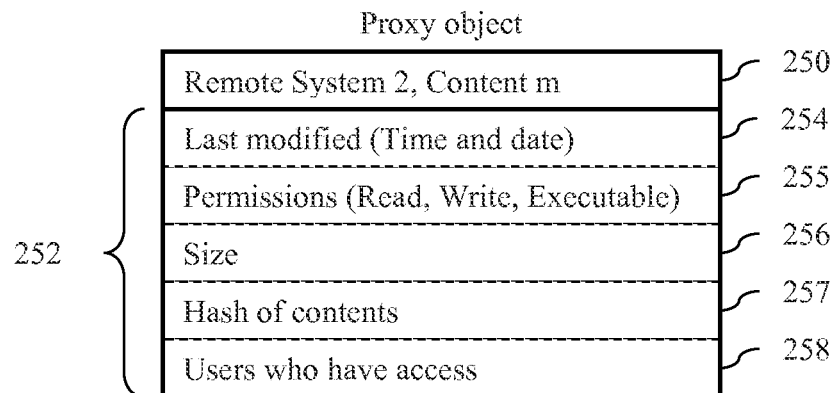 Proxy object
Remote System 2, Content m 250
Last modified (Time and date) 254
Permissions (Read, Write, Executable) 255
252
Size 256
Hash of contents 257
Users who have access 258